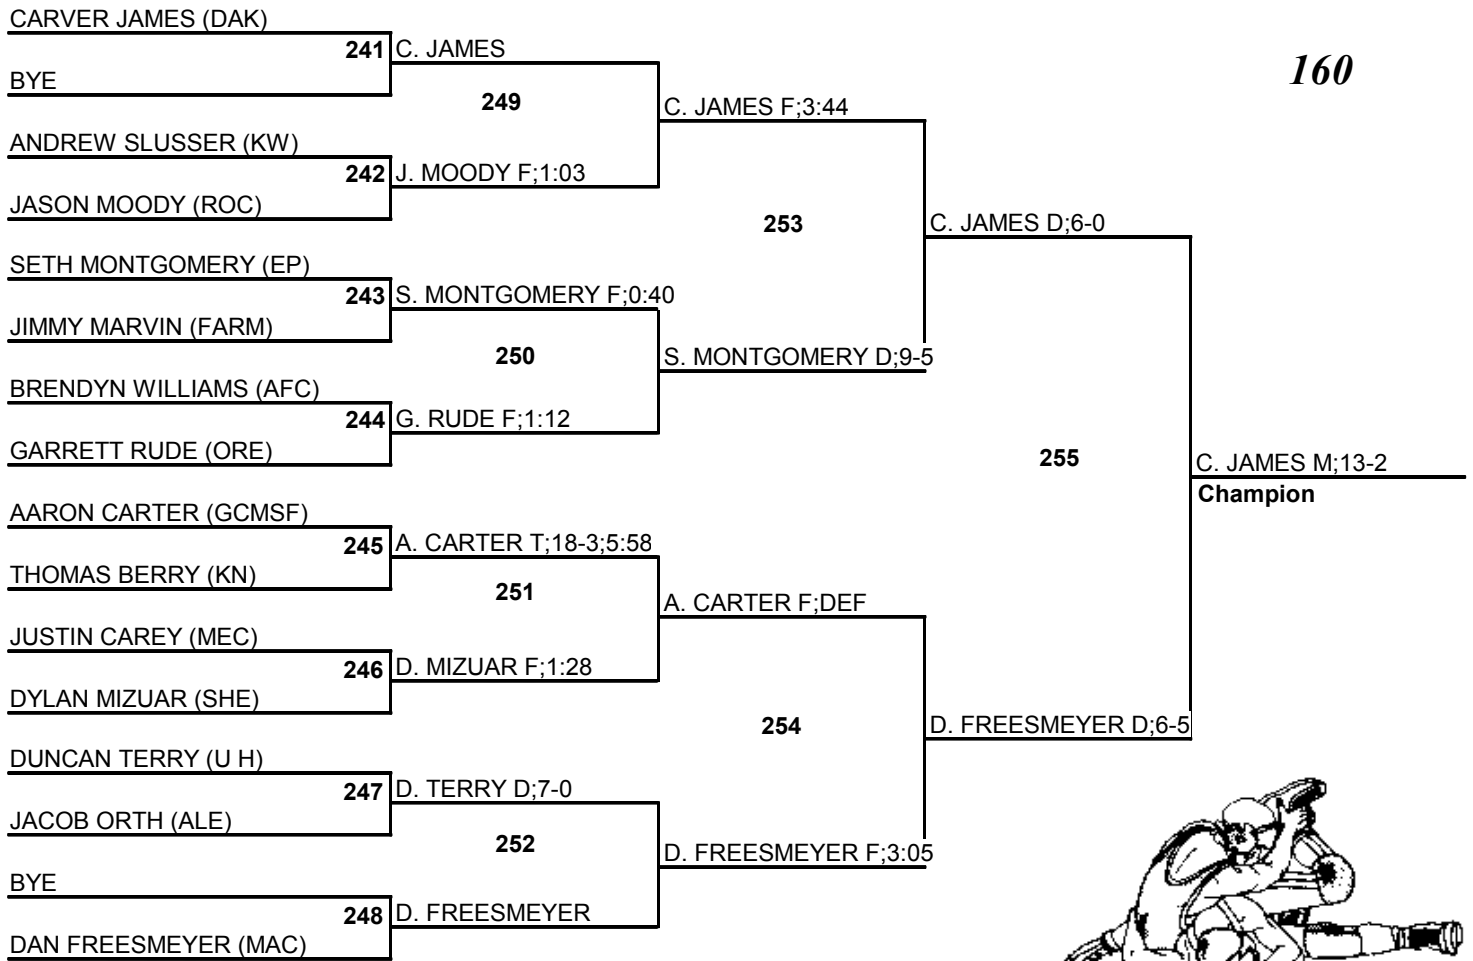 CARVER JAMES (DAK)
241 C. JAMES
BYE
160
249
C. JAMES F;3:44
ANDREW SLUSSER (KW)
242 J. MOODY F;1:03
JASON MOODY (ROC)
253
C. JAMES D;6-0
SETH MONTGOMERY (EP)
243 S. MONTGOMERY F;0:40
JIMMY MARVIN (FARM)
250
S. MONTGOMERY D;9-5
BRENDYN WILLIAMS (AFC)
244 G. RUDE F;1:12
GARRETT RUDE (ORE)
255
C. JAMES M;13-2
Champion
AARON CARTER (GCMSF)
245 A. CARTER T;18-3;5:58
THOMAS BERRY (KN)
251
A. CARTER F;DEF
JUSTIN CAREY (MEC)
246 D. MIZUAR F;1:28
DYLAN MIZUAR (SHE)
254
D. FREESMEYER D;6-5
DUNCAN TERRY (U H)
247 D. TERRY D;7-0
JACOB ORTH (ALE)
252
D. FREESMEYER F;3:05
BYE
248 D. FREESMEYER
DAN FREESMEYER (MAC)